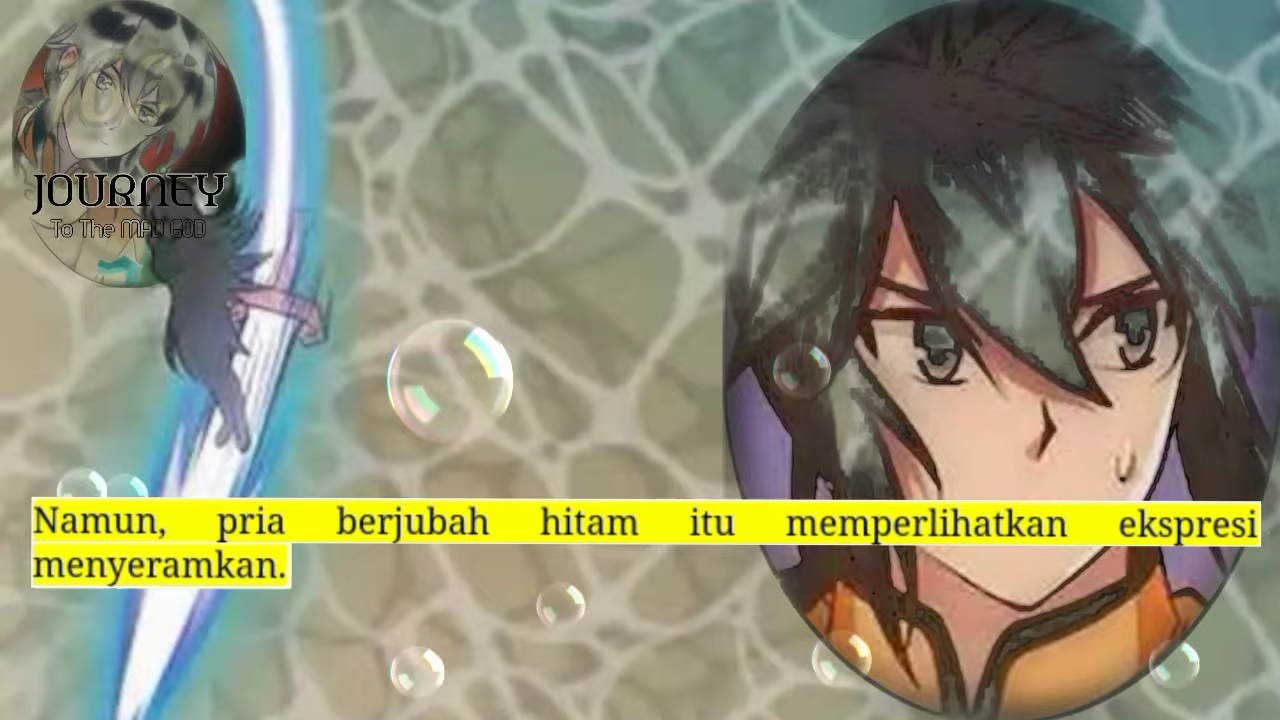 JOURNEY
To The MAD GOD
Namun, pria berjubah hitam itu memperlihatkan ekspresi
menyeramkan.